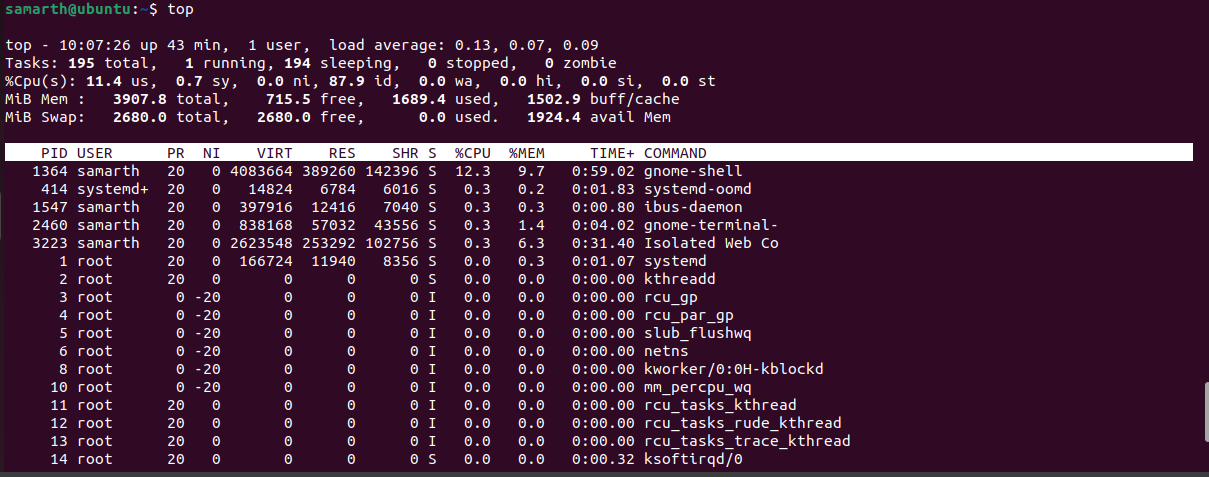 samarth@ubuntu:~$ top
top - 10:07:26 up 43 min,  1 user,  load average: 0.13, 0.07, 0.09
Tasks: 195 total,   1 running, 194 sleeping,   0 stopped,   0 zombie
%Cpu(s): 11.4 us,  0.7 sy,  0.0 ni, 87.9 id,  0.0 wa,  0.0 hi,  0.0 si,  0.0 st
MiB Mem :   3907.8 total,    715.5 free,   1689.4 used,   1502.9 buff/cache
MiB Swap:   2680.0 total,   2680.0 free,      0.0 used.   1924.4 avail Mem
    PID USER      PR  NI    VIRT    RES    SHR S  %CPU  %MEM     TIME+ COMMAND
   1364 samarth   20   0 4083664 389260 142396 S  12.3   9.7   0:59.02 gnome-shell
    414 systemd+  20   0   14824   6784   6016 S   0.3   0.2   0:01.83 systemd-oomd
   1547 samarth   20   0  397916  12416   7040 S   0.3   0.3   0:00.80 ibus-daemon
   2460 samarth   20   0  838168  57032  43556 S   0.3   1.4   0:04.02 gnome-terminal-
   3223 samarth   20   0 2623548 253292 102756 S   0.3   6.3   0:31.40 Isolated Web Co
      1 root      20   0  166724  11940   8356 S   0.0   0.3   0:01.07 systemd
      2 root      20   0       0      0      0 S   0.0   0.0   0:00.00 kthreadd
      3 root       0 -20       0      0      0 I   0.0   0.0   0:00.00 rcu_gp
      4 root       0 -20       0      0      0 I   0.0   0.0   0:00.00 rcu_par_gp
      5 root       0 -20       0      0      0 I   0.0   0.0   0:00.00 slub_flushwq
      6 root       0 -20       0      0      0 I   0.0   0.0   0:00.00 netns
      8 root       0 -20       0      0      0 I   0.0   0.0   0:00.00 kworker/0:0H-kblockd
     10 root       0 -20       0      0      0 I   0.0   0.0   0:00.00 mm_percpu_wq
     11 root      20   0       0      0      0 I   0.0   0.0   0:00.00 rcu_tasks_kthread
     12 root      20   0       0      0      0 I   0.0   0.0   0:00.00 rcu_tasks_rude_kthread
     13 root      20   0       0      0      0 I   0.0   0.0   0:00.00 rcu_tasks_trace_kthread
     14 root      20   0       0      0      0 S   0.0   0.0   0:00.32 ksoftirqd/0